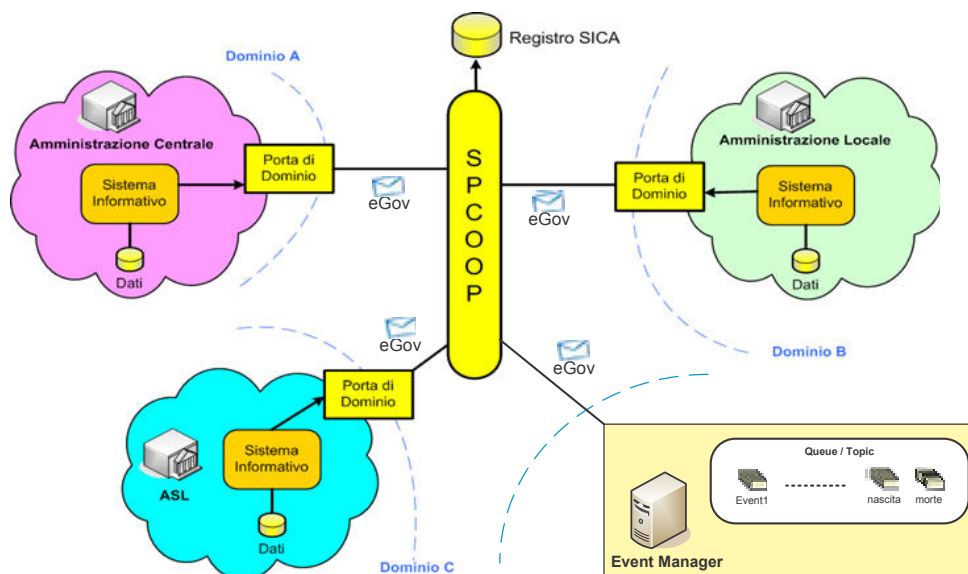 Registro SICA
Dominio A
Amministrazione Centrale
Sistema
Informativo
Dati
Porta di
Dominio
eGov
SPCOOP
eGov
Porta di
Dominio
Amministrazione Locale
Sistema
Informativo
Dati
Dominio B
eGov
Porta di
Dominio
Sistema
Informativo
ASL
Dati
Dominio C
eGov
Queue / Topic
Event1
nascita
morte
Event Manager